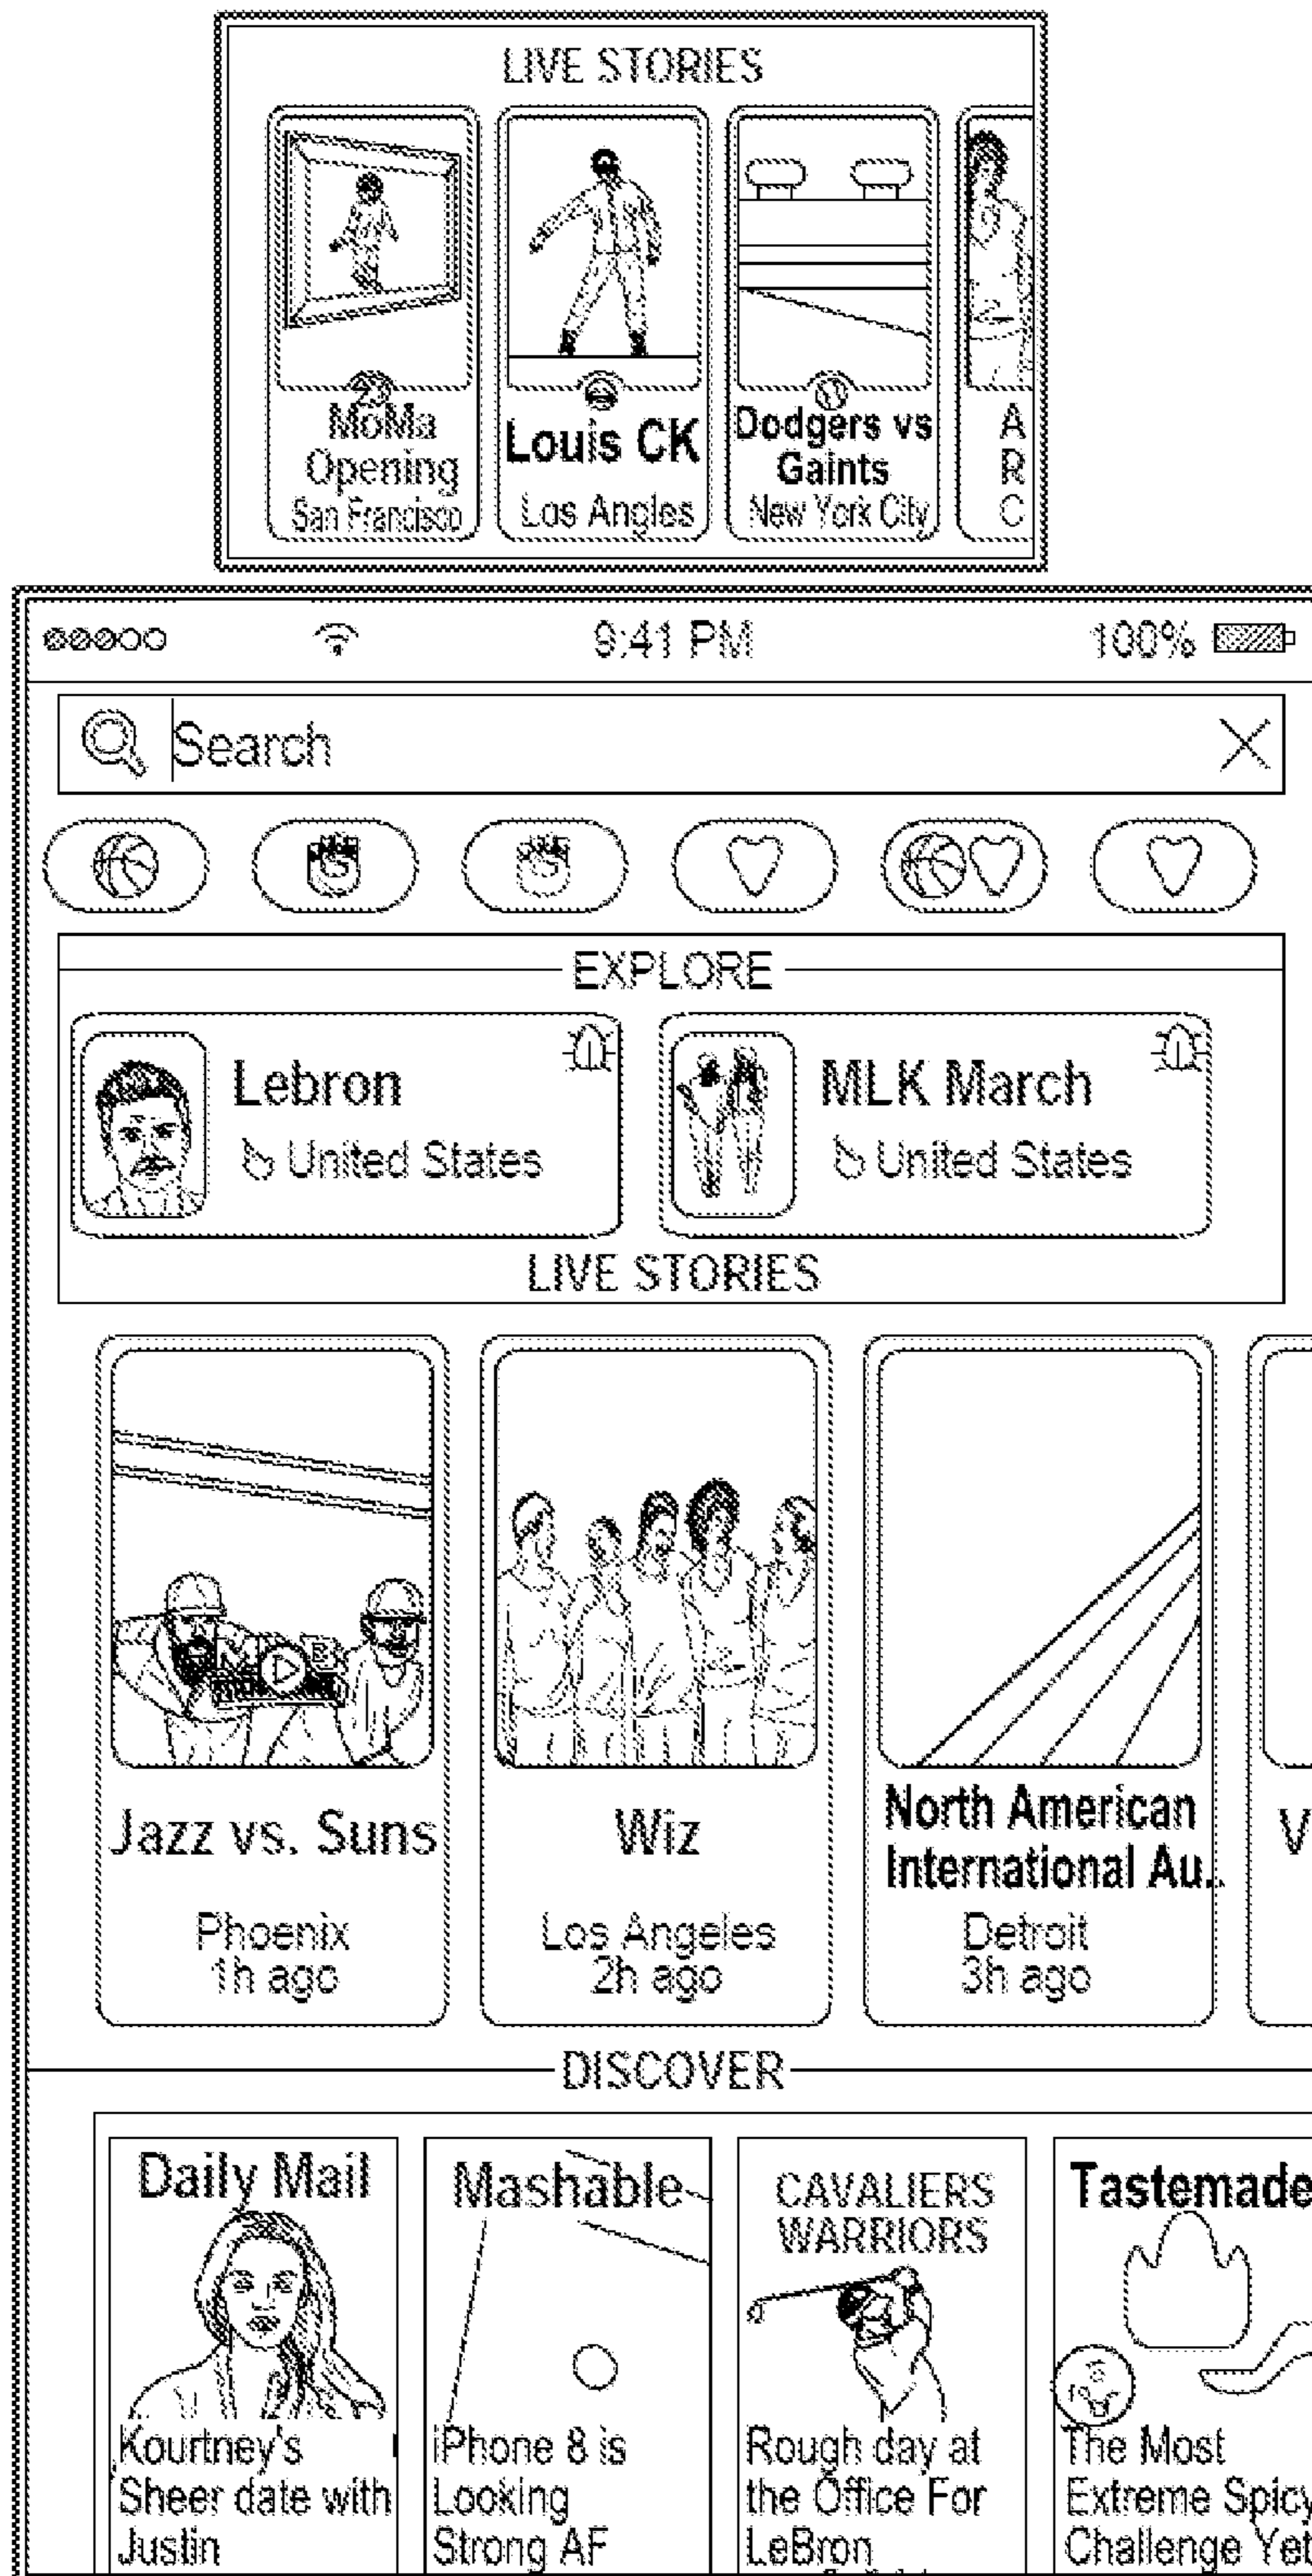 LIVE STORIES
MoMa
Opening
San Francisco
Louis CK
Los Angles
Dodgers vs
Gaints
New York City
A
R
C
9:41 PM
100%
Search
EXPLORE
Lebron
United States
MLK March
United States
LIVE STORIES
Jazz vs. Suns
Phoenix
1h ago
Wiz
Los Angeles
2h ago
North American
International Au..
Detroit
3h ago
V
DISCOVER
Daily Mail
Kourtney's
Sheer date with
Justin
Mashable
iPhone 8 is
Looking
Strong AF
CAVALIERS
WARRIORS
Rough day at
the Office For
LeBron
Tastemade
The Most
Extreme Spicy
Challenge Yet